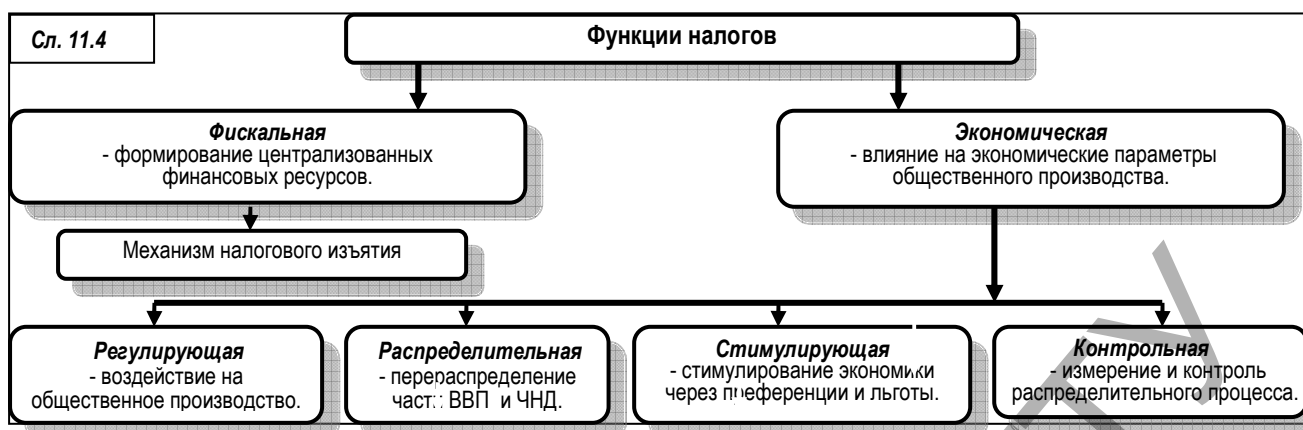 Сл. 11.4
Функции налогов
Фискальная
- формирование централизованных
финансовых ресурсов.
Экономическая
- влияние на экономические параметры
общественного производства.
Механизм налогового изъятия
Регулирующая
- воздействие на
общественное производство.
Распределительная
- перераспределение
части ВВП и ЧНД.
Стимулирующая
- стимулирование экономики
через преференции и льготы.
Контрольная
- измерение и контроль
распределительного процесса.